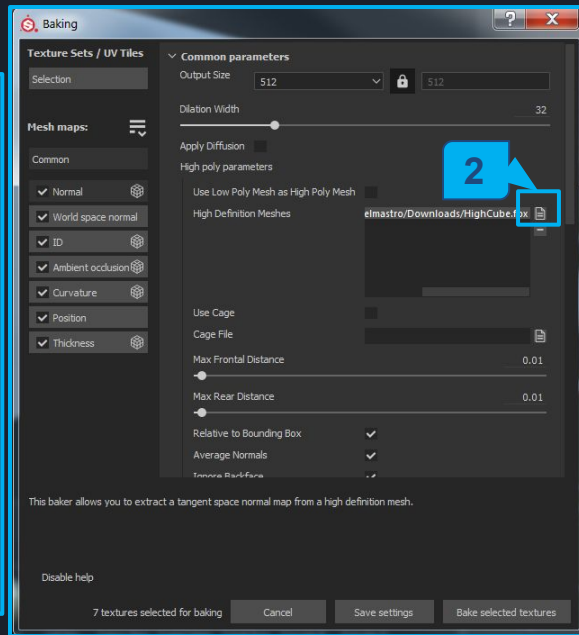 Baking
? X
Texture Sets / UV Tiles
Selection
Mesh maps:
Common
Normal
World space normal
ID
Ambient occlusion
Curvature
Position
Thickness
Common parameters
Output Size 512 512
Dilation Width 32
Apply Diffusion
High poly parameters
Use Low Poly Mesh as High Poly Mesh
2
High Definition Meshes elmastro/Downloads/HighCube.fbx
Use Cage
Cage File
Max Frontal Distance 0.01
Max Rear Distance 0.01
Relative to Bounding Box
Average Normals
Ignore Backface
This baker allows you to extract a tangent space normal map from a high definition mesh.
Disable help
7 textures selected for baking Cancel Save settings Bake selected textures